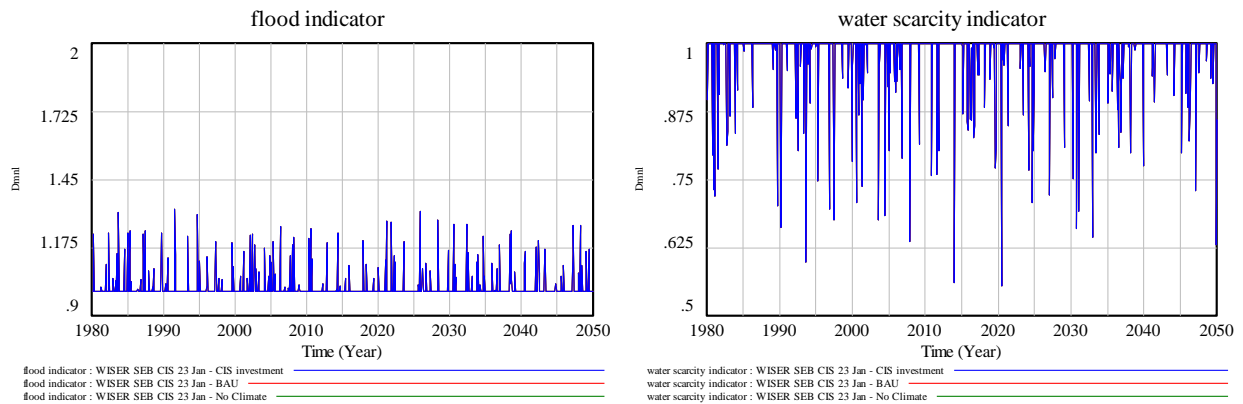 flood indicator
2
1.725
1.45
1.175
.9
Dmnl
1980 1990 2000 2010 2020 2030 2040 2050
Time (Year)
flood indicator : WISER SEB CIS 23 Jan - CIS investment
flood indicator : WISER SEB CIS 23 Jan - BAU
flood indicator : WISER SEB CIS 23 Jan - No Climate
water scarcity indicator
1
.875
.75
.625
.5
Dmnl
1980 1990 2000 2010 2020 2030 2040 2050
Time (Year)
water scarcity indicator : WISER SEB CIS 23 Jan - CIS investment
water scarcity indicator : WISER SEB CIS 23 Jan - BAU
water scarcity indicator : WISER SEB CIS 23 Jan - No Climate